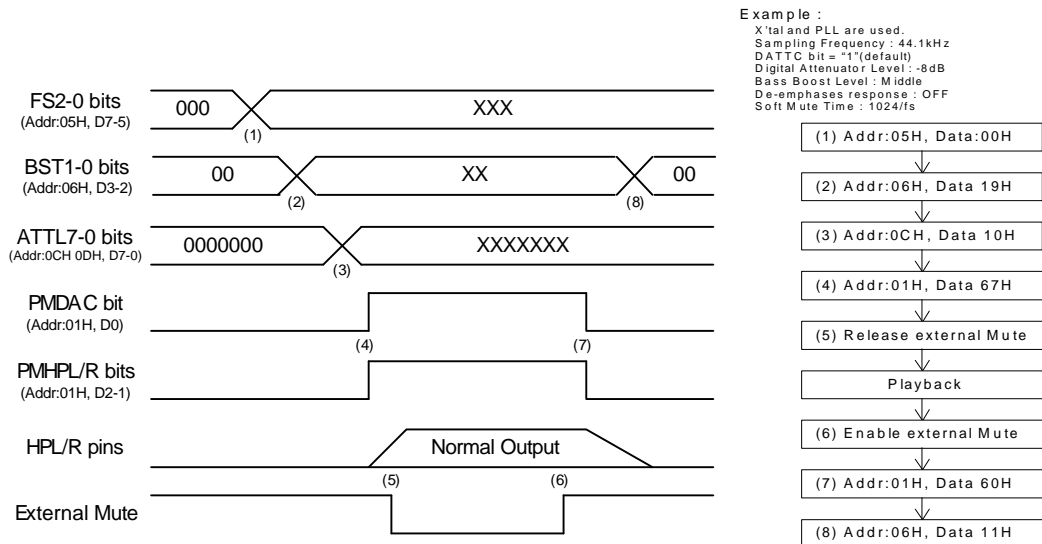 Example :
X'tal and PLL are used.
Sampling Frequency : 44.1kHz
DATTC bit = “1”(default)
Digital Attenuator Level : -8dB
Bass Boost Level : Middle
De-emphases response : OFF
Soft Mute Time : 1024/fs
FS2-0 bits
(Addr:05H, D7-5)
000
XXX
(1)
BST1-0 bits
(Addr:06H, D3-2)
00
XX
00
(2)
(8)
ATTL7-0 bits
(Addr:0CH 0DH, D7-0)
0000000
XXXXXXX
(3)
PMDAC bit
(Addr:01H, D0)
(4)
(7)
PMHPL/R bits
(Addr:01H, D2-1)
HPL/R pins
Normal Output
(5)
(6)
External Mute
(1) Addr:05H, Data:00H
(2) Addr:06H, Data 19H
(3) Addr:0CH, Data 10H
(4) Addr:01H, Data 67H
(5) Release external Mute
Playback
(6) Enable external Mute
(7) Addr:01H, Data 60H
(8) Addr:06H, Data 11H